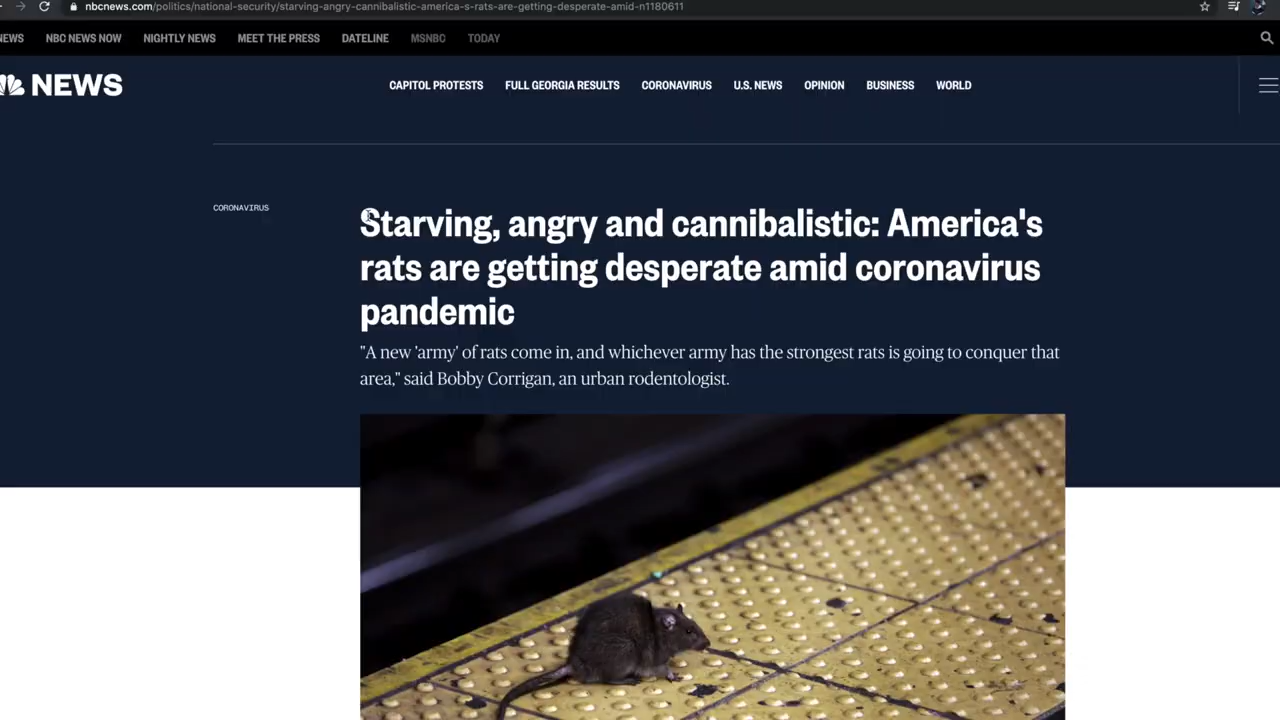 nbcnews.com/politics/national-security/starving-angry-cannibalistic-america-s-rats-are-getting-desperate-amid-n1180611
NEWS NBC NEWS NOW NIGHTLY NEWS MEET THE PRESS DATELINE MSNBC TODAY
NEWS CAPITOL PROTESTS FULL GEORGIA RESULTS CORONAVIRUS U.S. NEWS OPINION BUSINESS WORLD
CORONAVIRUS
Starving, angry and cannibalistic: America's
rats are getting desperate amid coronavirus
pandemic
"A new 'army' of rats come in, and whichever army has the strongest rats is going to conquer that
area," said Bobby Corrigan, an urban rodentologist.